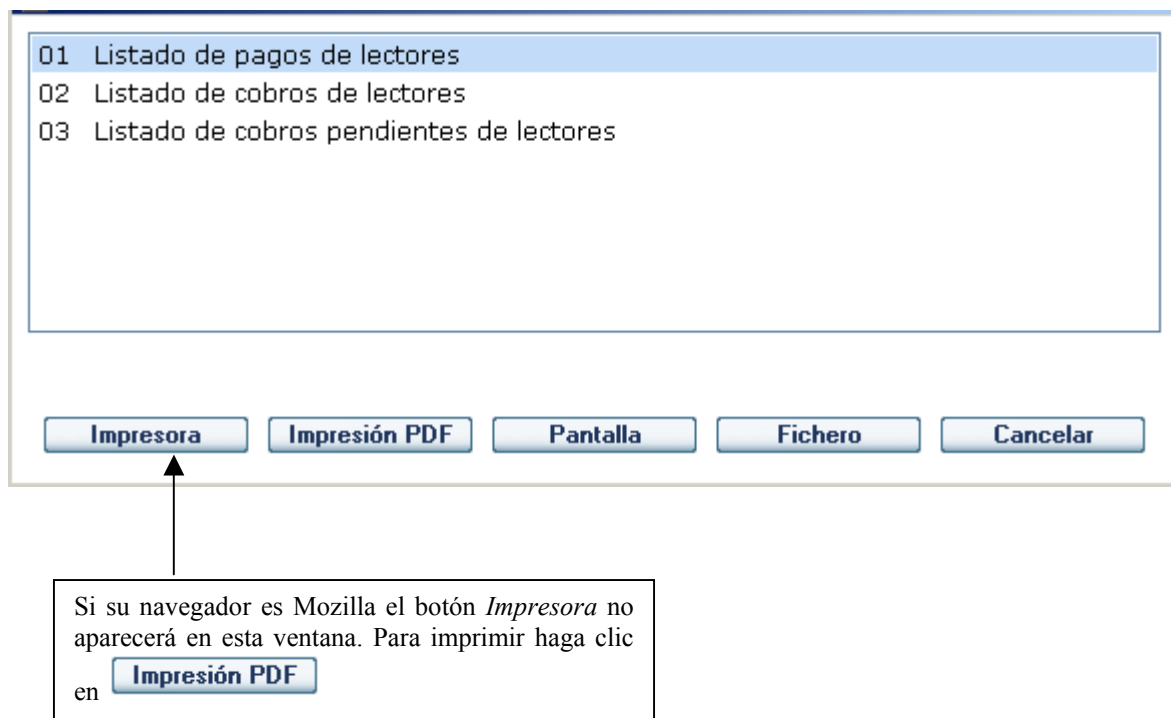 01 Listado de pagos de lectores
02 Listado de cobros de lectores
03 Listado de cobros pendientes de lectores
Impresora Impresión PDF Pantalla Fichero Cancelar
Si su navegador es Mozilla el botón Impresora no
aparecerá en esta ventana. Para imprimir haga clic
en Impresión PDF